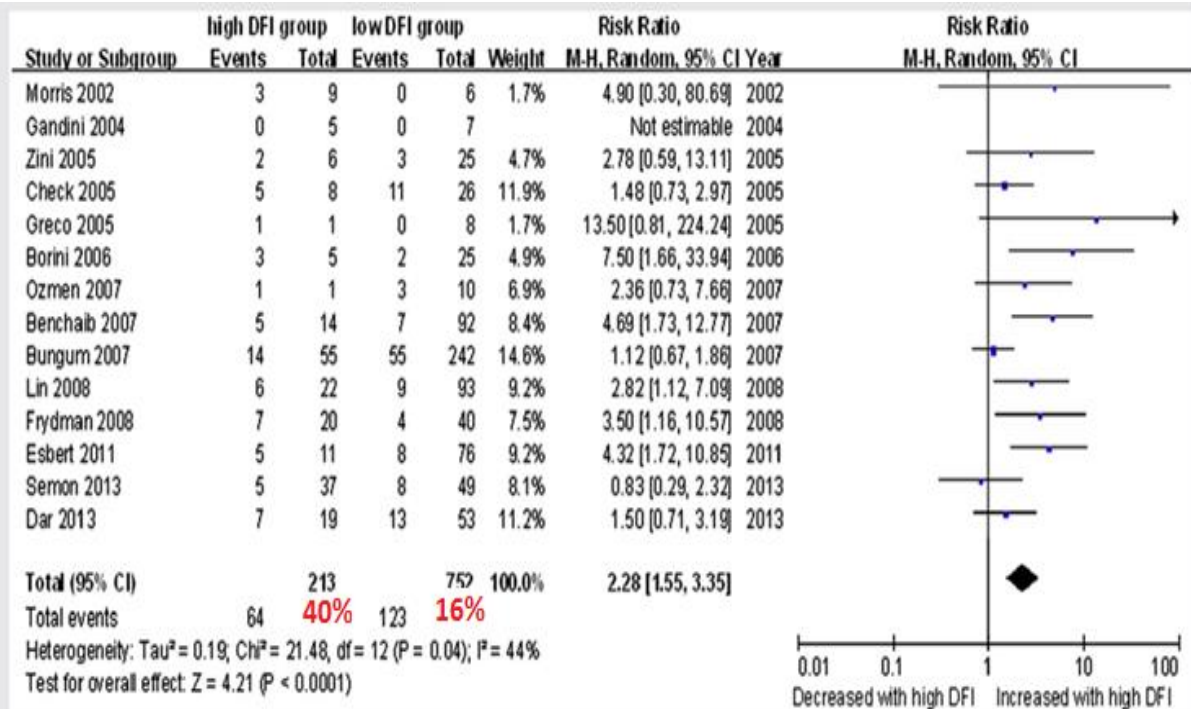 high DFI group low DFI group Risk Ratio Risk Ratio
Study or Subgroup Events Total Events Total Weight M-H, Random, 95% CI Year M-H, Random, 95% CI
Morris 2002 3 9 0 6 1.7% 4.90 [0.30, 80.69] 2002
Gandini 2004 0 5 0 7 Not estimable 2004
Zini 2005 2 6 3 25 4.7% 2.78 [0.59, 13.11] 2005
Check 2005 5 8 11 26 11.9% 1.48 [0.73, 2.97] 2005
Greco 2005 1 1 0 8 1.7% 13.50 [0.81, 224.24] 2005
Borini 2006 3 5 2 25 4.9% 7.50 [1.66, 33.94] 2006
Ozmen 2007 1 1 3 10 6.9% 2.36 [0.73, 7.66] 2007
Benchaib 2007 5 14 7 92 8.4% 4.69 [1.73, 12.77] 2007
Bungum 2007 14 55 55 242 14.6% 1.12 [0.67, 1.86] 2007
Lin 2008 6 22 9 93 9.2% 2.82 [1.12, 7.09] 2008
Frydman 2008 7 20 4 40 7.5% 3.50 [1.16, 10.57] 2008
Esbert 2011 5 11 8 76 9.2% 4.32 [1.72, 10.85] 2011
Semon 2013 5 37 8 49 8.1% 0.83 [0.29, 2.32] 2013
Dar 2013 7 19 13 53 11.2% 1.50 [0.71, 3.19] 2013
Total (95% CI) 213 752 100.0% 2.28 [1.55, 3.35]
Total events 64 40% 123 16%
Heterogeneity: Tau² = 0.19; Chi² = 21.48, df = 12 (P = 0.04); I² = 44%
Test for overall effect: Z = 4.21 (P < 0.0001)
0.01 0.1 1 10 100
Decreased with high DFI Increased with high DFI